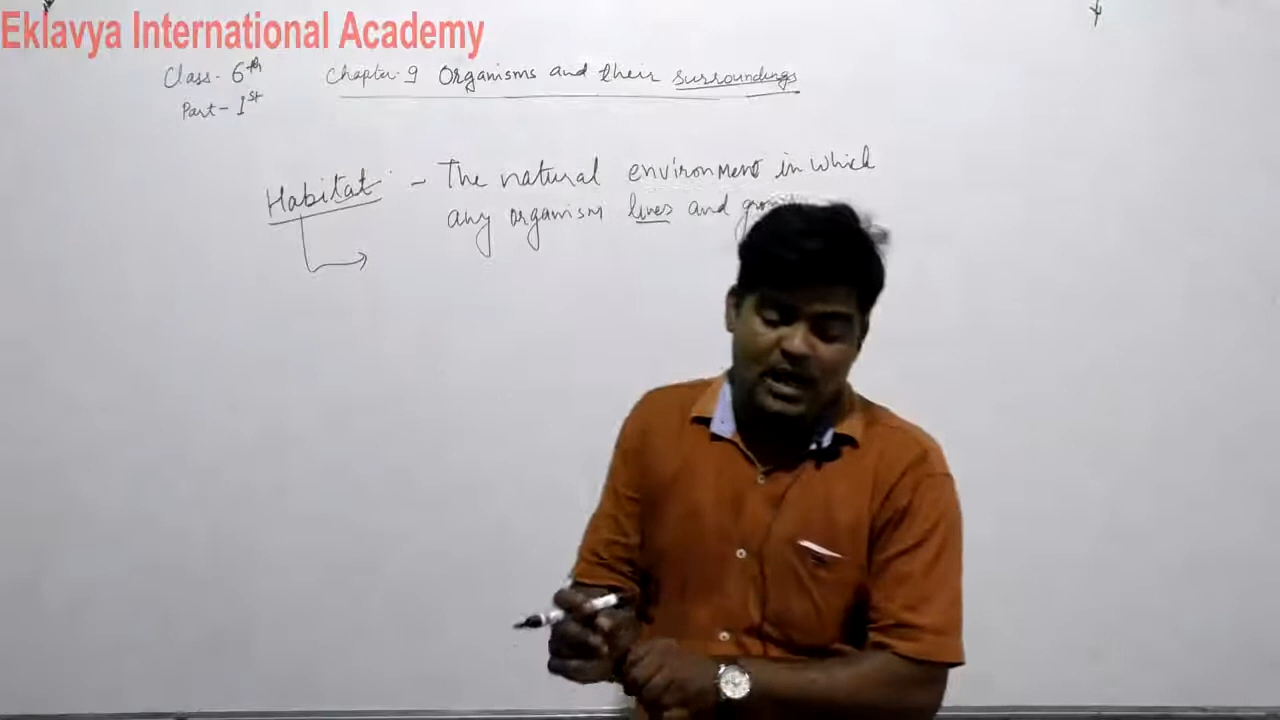 Eklavya International Academy
Class- 6th Chapter-9 Organisms and their surroundings
Part- 1st
Habitat - The natural environment in which
any organism lives and